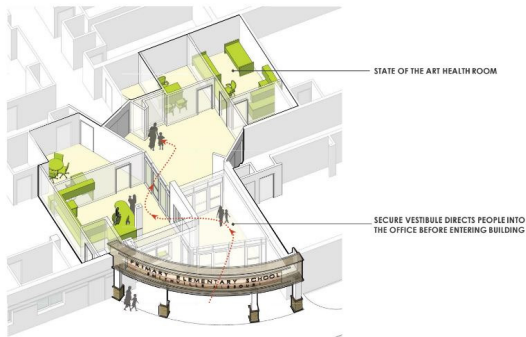 STATE OF THE ART HEALTH ROOM
SECURE VESTIBULE DIRECTS PEOPLE INTO
THE OFFICE BEFORE ENTERING BUILDING
PRIMARY ELEMENTARY SCHOOL